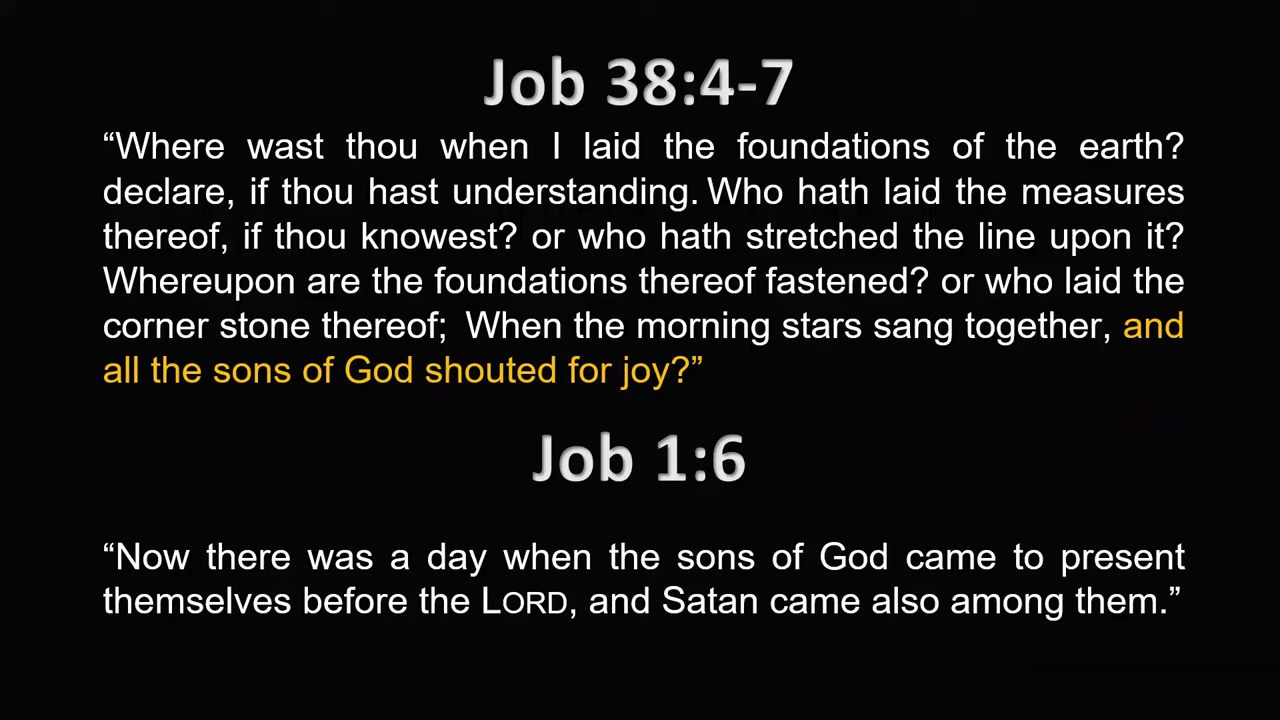 Job 38:4-7
“Where wast thou when I laid the foundations of the earth?
declare, if thou hast understanding. Who hath laid the measures
thereof, if thou knowest? or who hath stretched the line upon it?
Whereupon are the foundations thereof fastened? or who laid the
corner stone thereof; When the morning stars sang together, and
all the sons of God shouted for joy?”
Job 1:6
“Now there was a day when the sons of God came to present
themselves before the LORD, and Satan came also among them.”